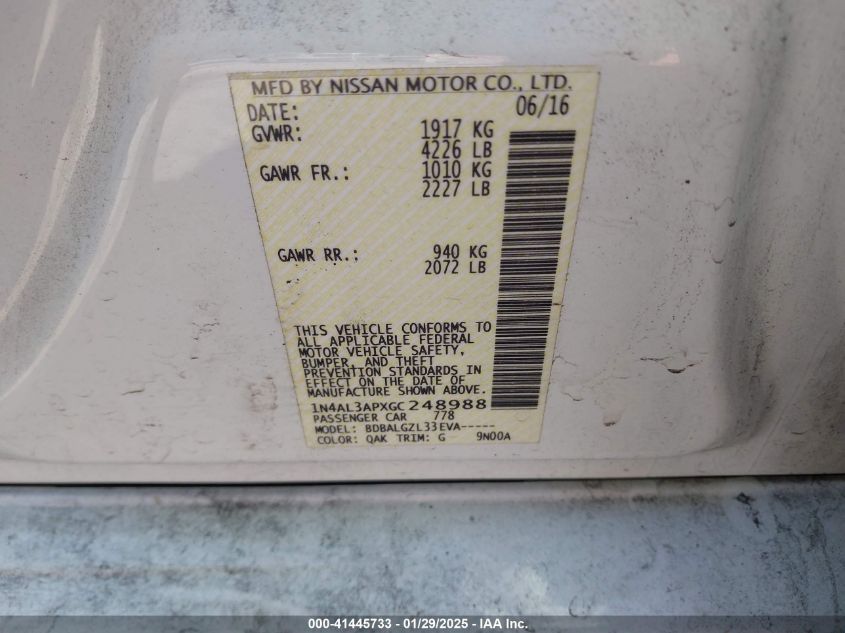 MFD BY NISSAN MOTOR CO., LTD.
DATE: 06/16
GVWR: 1917 KG
4226 LB
GAWR FR.: 1010 KG
2227 LB
GAWR RR.: 940 KG
2072 LB
THIS VEHICLE CONFORMS TO
ALL APPLICABLE FEDERAL
MOTOR VEHICLE SAFETY,
BUMPER, AND THEFT
PREVENTION STANDARDS IN
EFFECT ON THE DATE OF
MANUFACTURE SHOWN ABOVE.
1N4AL3APXGC248988
PASSENGER CAR 778
MODEL: BDBALGZL33EVA-----
COLOR: QAK TRIM: G 9N00A
000-41445733 - 01/29/2025 - IAA Inc.